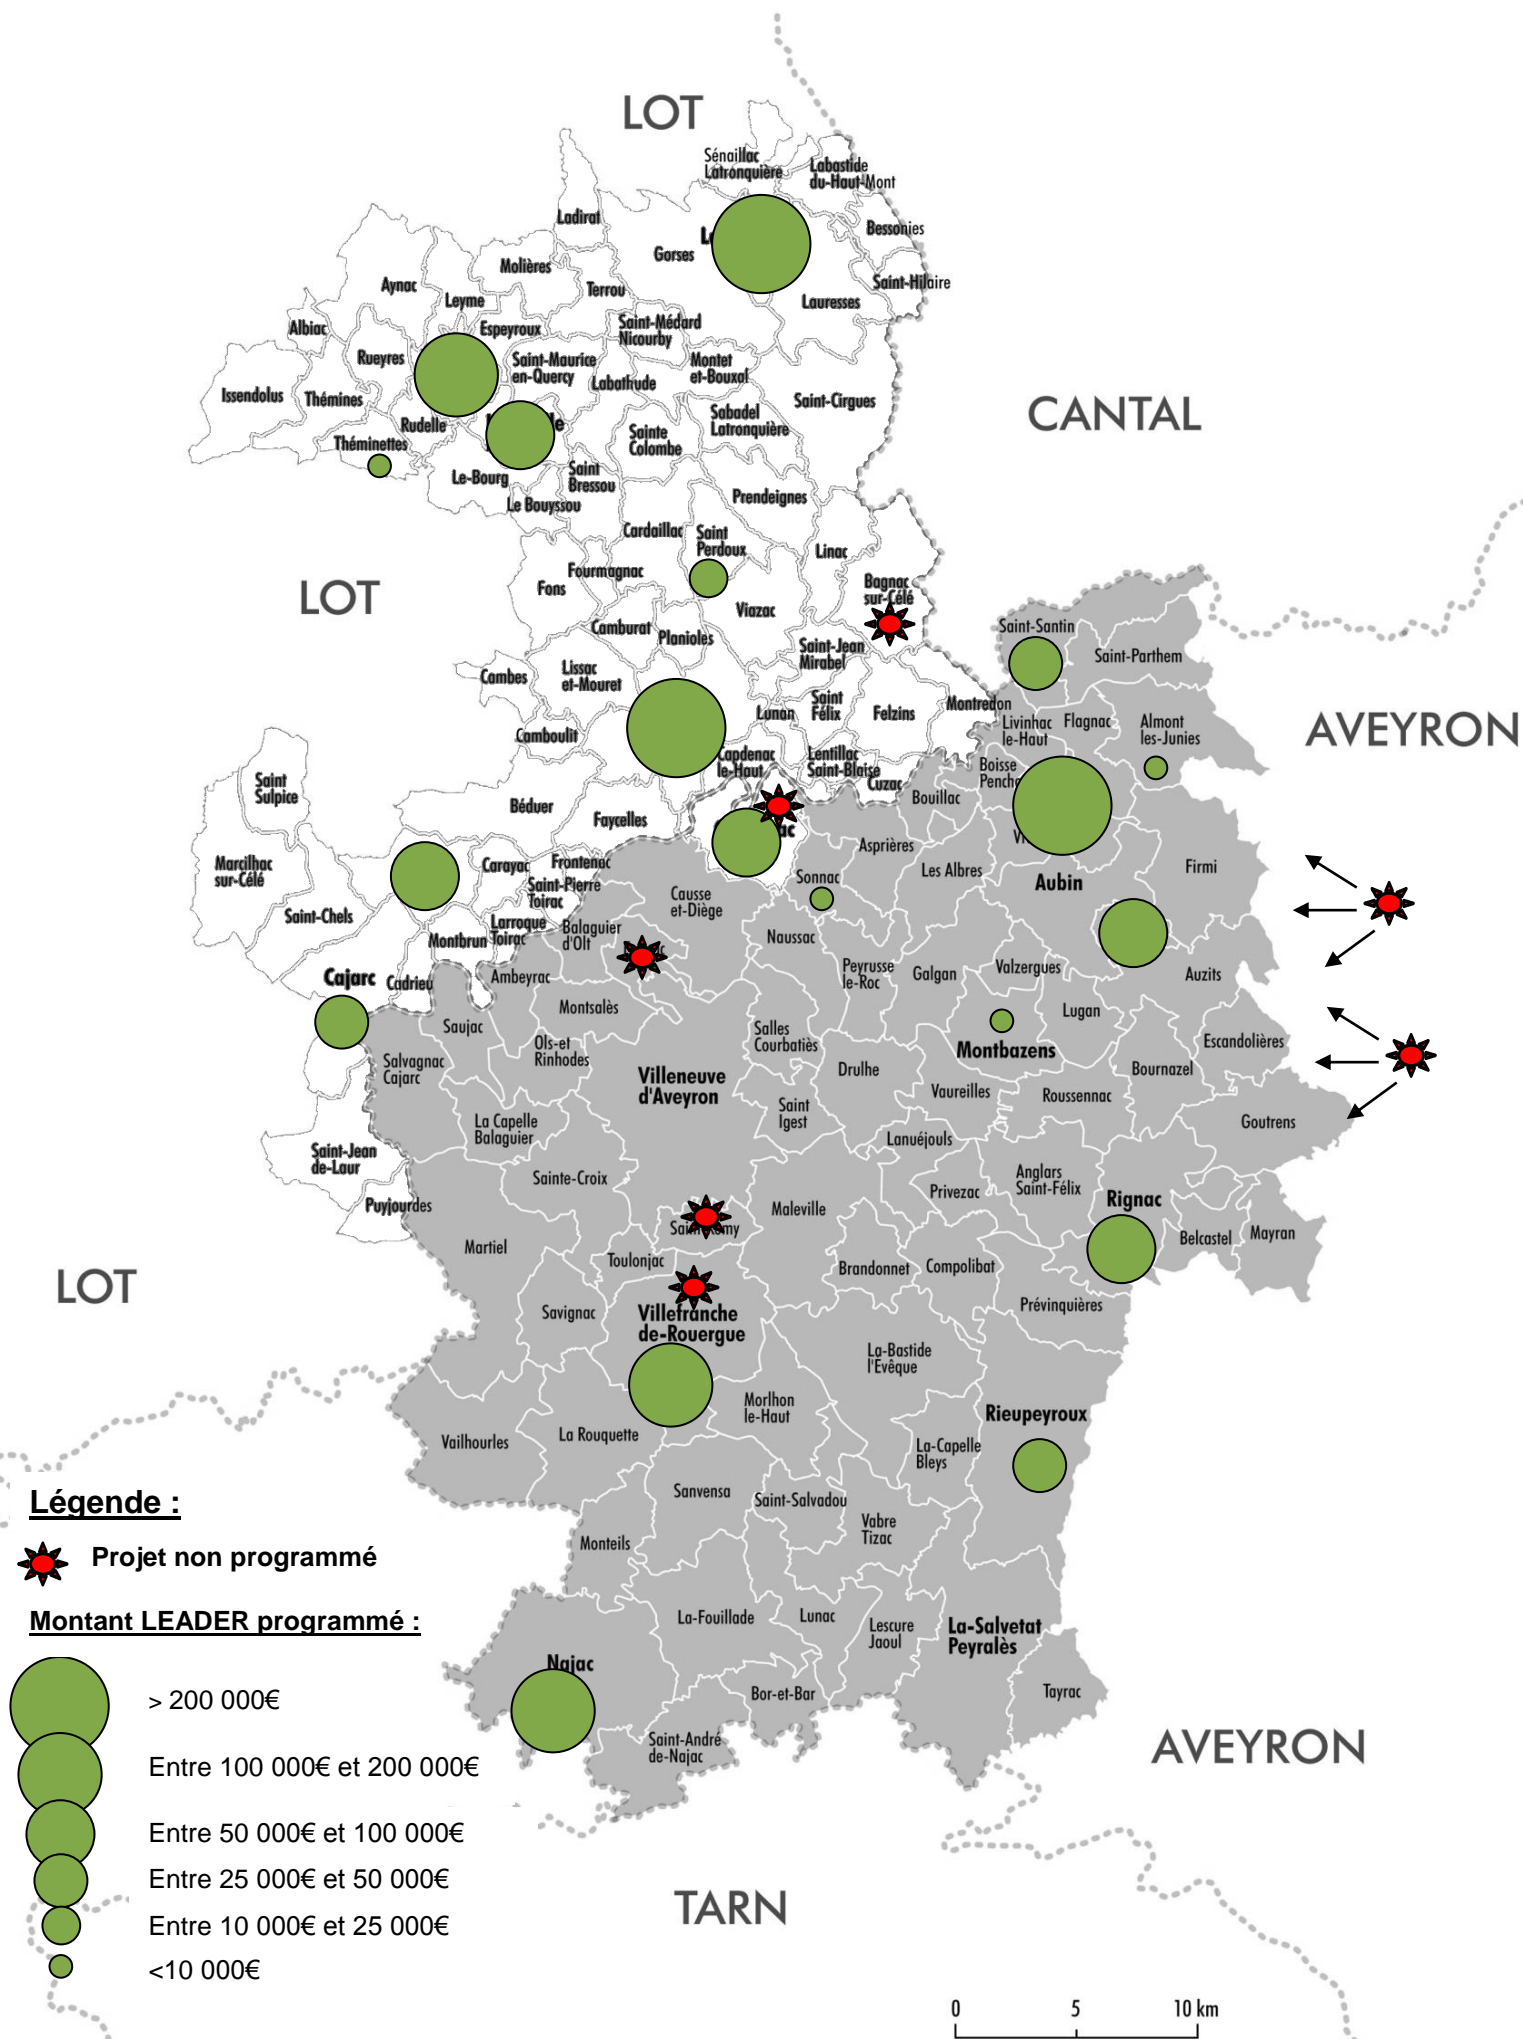 LOT
Sénaillac
Latronquière
Labastide
du-Haut-Mont
Ladirat
Bessonies
Gorses
Molières
Saint-Hilaire
Aynac
Terrou
Leyme
Lauresses
Albiac
Espeyroux
Saint-Médard
Nicourby
Rueyres
Saint-Maurice
en-Quercy
Montet
et-Bouxal
Labathude
Issendolus
Thémines
Saint-Cirgues
CANTAL
Rudelle
Sabadel
Latronquière
Théminettes
Sainte
Colombe
Le-Bourg
Saint
Bressou
Prendeignes
Le Bouyssou
Cardaillac
Saint
Perdoux
Linac
LOT
Fons
Fourmagnac
Bagnac
sur-Célé
Viazac
Camburat
Planioles
Saint-Santin
Saint-Jean
Mirabel
Saint-Parthem
Cambes
Lissac
et-Mouret
Saint
Félix
Lunan
Felzins
Montredon
Livinhac
le-Haut
Flagnac
Almont
les-Junies
AVEYRON
Camboulit
Capdenac
le-Haut
Lentillac
Saint-Blaise
Cuzac
Boisse
Saint
Sulpice
Bouillac
Béduer
Faycelles
Asprières
Marcilhac
sur-Célé
Carayac
Frontenac
Les Albres
Firmi
Saint-Pierre
Toirac
Sonnac
Aubin
Causse
et-Diège
Saint-Chels
Larroque
Toirac
Balaguier
d'Olt
Montbrun
Naussac
Cajarc
Cadrieu
Ambeyrac
Peyrusse
le-Roc
Galgan
Valzergues
Auzits
Montsalès
Lugan
Saujac
Salles
Courbatiès
Escandolières
Ols-et
Rinhodes
Montbazens
Salvagnac
Cajarc
Drulhe
Bournazel
Villeneuve
d'Aveyron
Vaureilles
Roussennac
Saint
Igest
La Capelle
Balaguier
Goutrens
Lanuéjouls
Saint-Jean
de-Laur
Sainte-Croix
Anglars
Saint-Félix
Privezac
Rignac
Puyjourdes
Maleville
Belcastel
Mayran
Martiel
Toulonjac
Brandonnet
Compolibat
LOT
Savignac
Villefranche
de-Rouergue
Prévinquières
La-Bastide
l'Evêque
Morlhon
le-Haut
Rieupeyroux
La Rouquette
Vailhourles
La-Capelle
Bleys
Sanvensa
Saint-Salvadou
Légende :
Vabre
Tizac
Monteils
Projet non programmé
La-Fouillade
Lunac
Lescure
Jaoul
La-Salvetat
Peyralès
Montant LEADER programmé :
Najac
Tayrac
Bor-et-Bar
> 200 000€
Saint-André
de-Najac
AVEYRON
Entre 100 000€ et 200 000€
Entre 50 000€ et 100 000€
Entre 25 000€ et 50 000€
TARN
Entre 10 000€ et 25 000€
<10 000€
0 5 10 km